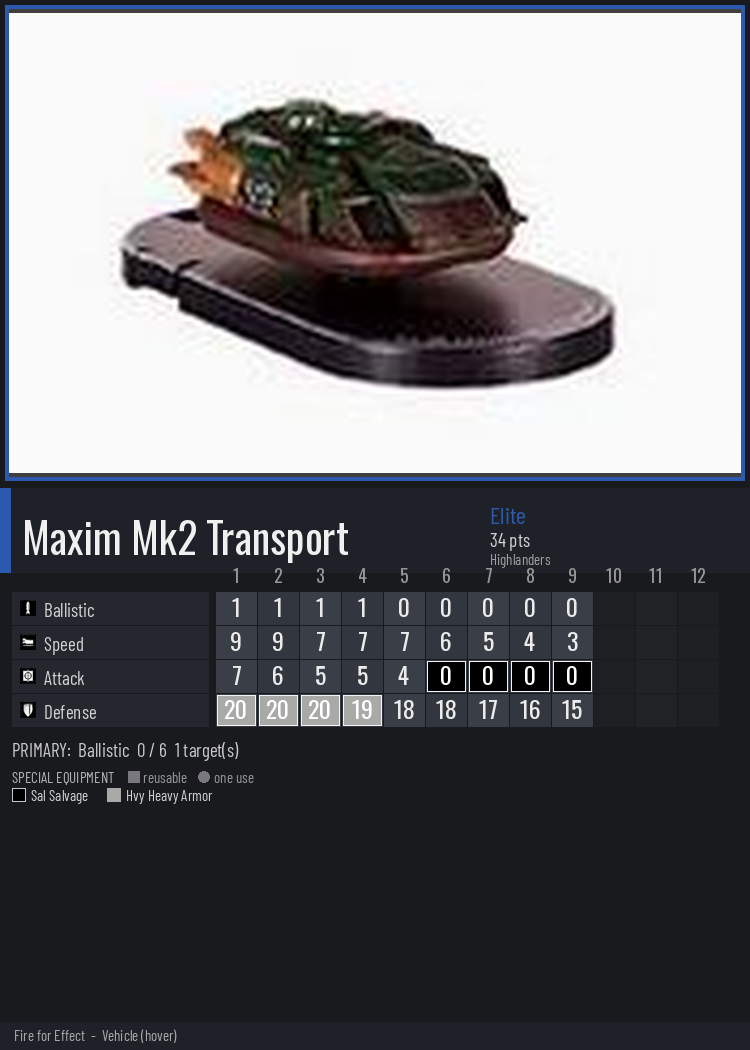 Maxim Mk2 Transport
Elite
34 pts
Highlanders
1 2 3 4 5 6 7 8 9 10 11 12
Ballistic 1 1 1 1 0 0 0 0 0
Speed 9 9 7 7 7 6 5 4 3
Attack 7 6 5 5 4 0 0 0 0
Defense 20 20 20 19 18 18 17 16 15
PRIMARY: Ballistic 0 / 6 1 target(s)
SPECIAL EQUIPMENT reusable one use
Sal Salvage Hvy Heavy Armor
Fire for Effect - Vehicle (hover)